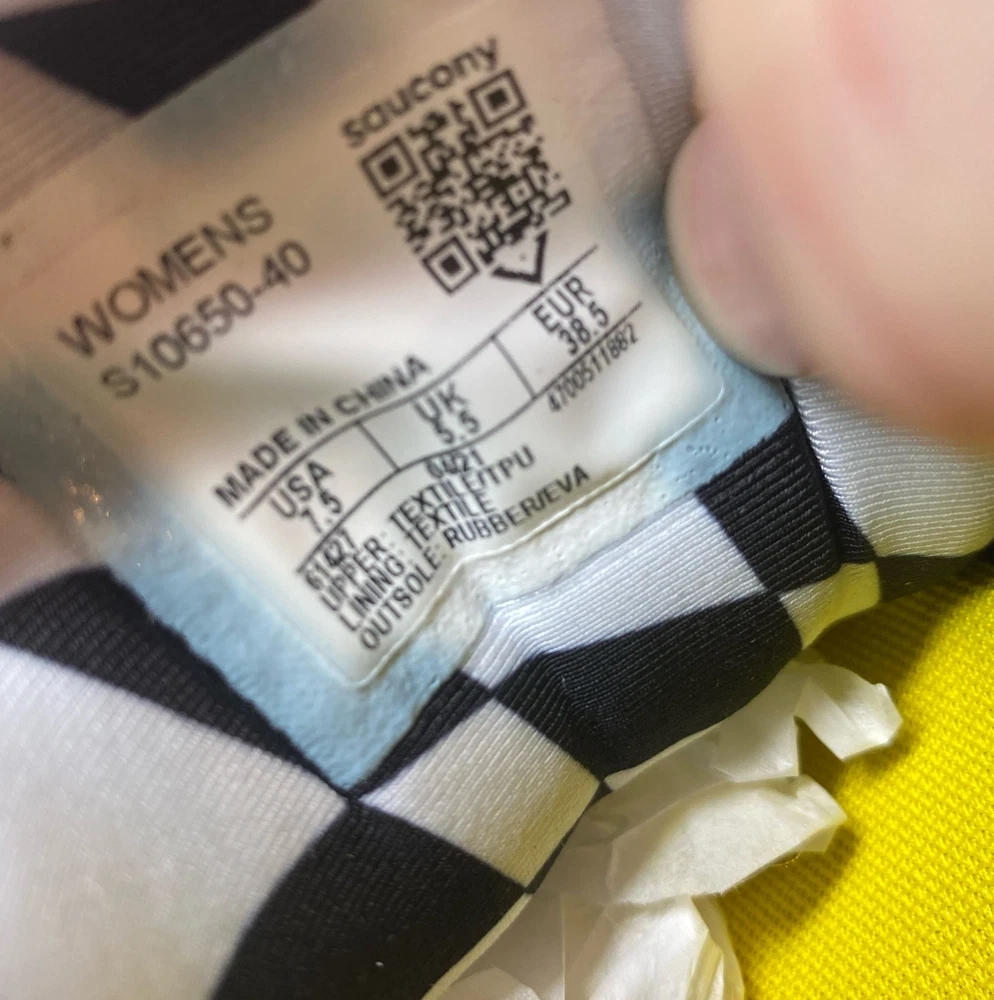 saucony
WOMENS
S10650-40
MADE IN CHINA
USA UK EUR
7.5 5.5 38.5
61427 0421 4700511882
UPPER: TEXTILE/TPU
LINING: TEXTILE
OUTSOLE: RUBBER/EVA